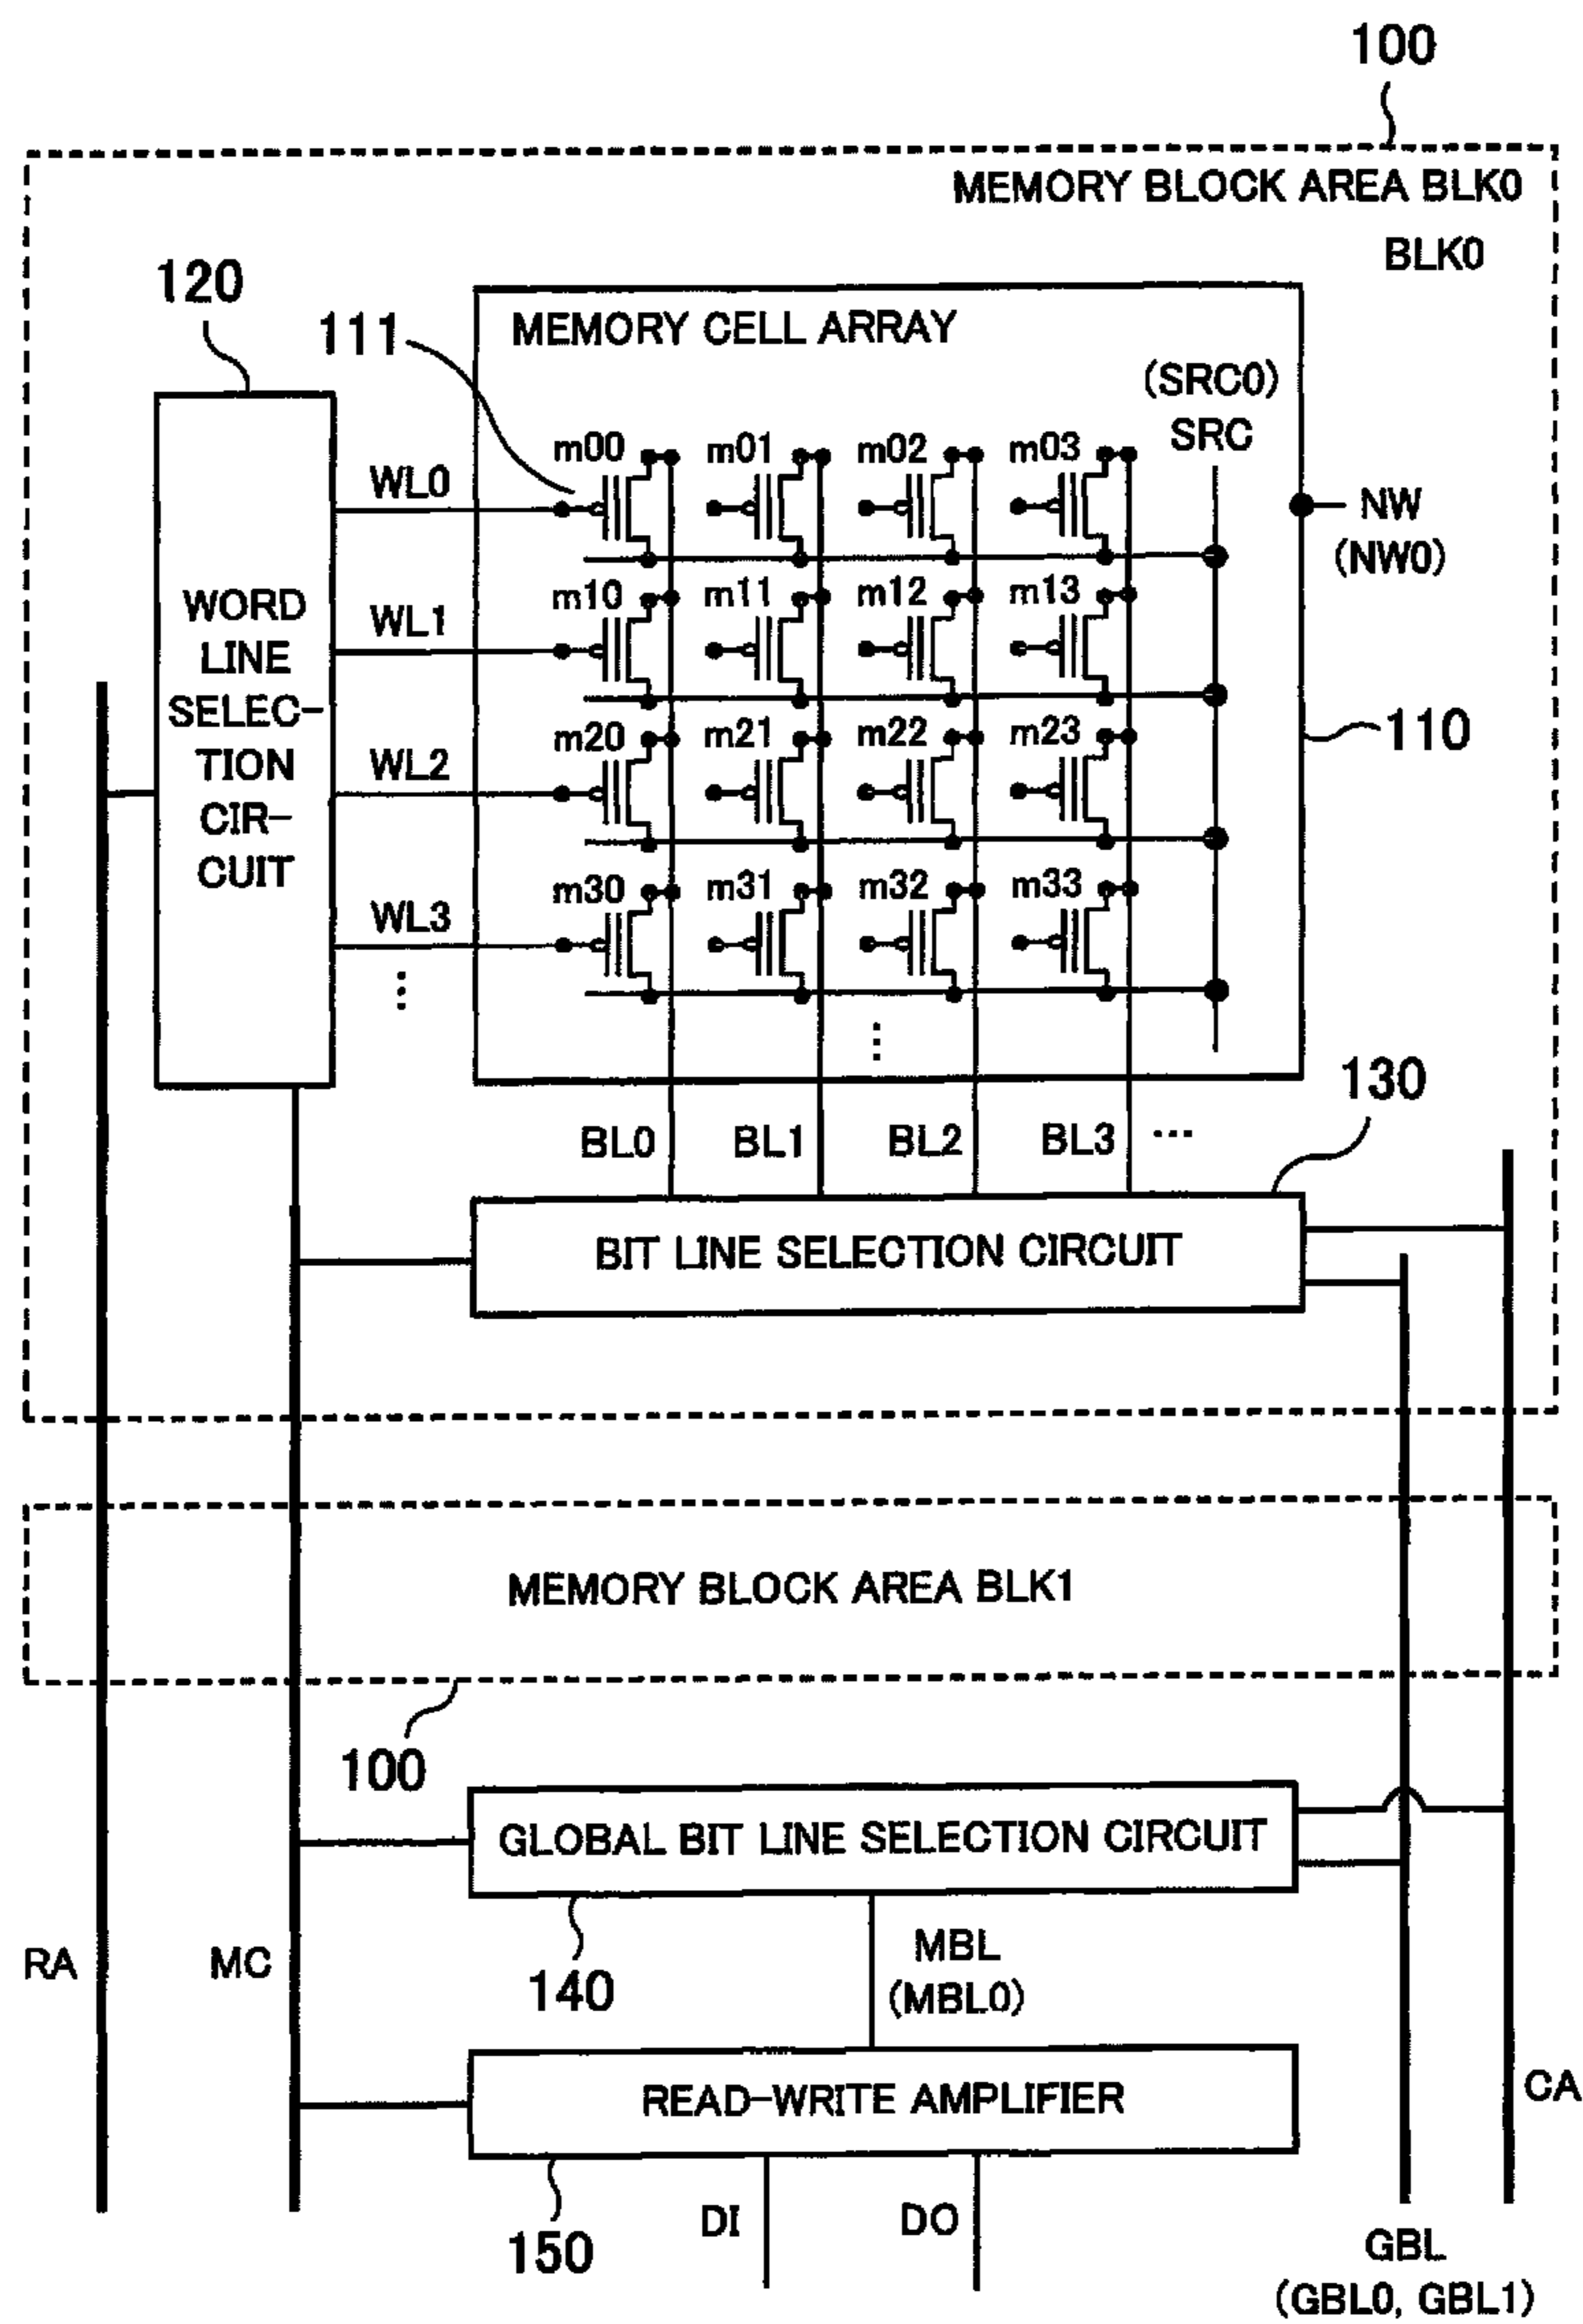 100
MEMORY BLOCK AREA BLK0
BLK0
120
111
MEMORY CELL ARRAY
(SRC0)
SRC
m00 m01 m02 m03
WL0
NW
(NW0)
WORD
LINE
SELEC-
TION
CIR-
CUIT
m10 m11 m12 m13
WL1
110
m20 m21 m22 m23
WL2
m30 m31 m32 m33
WL3
⋮
⋮
130
BL0 BL1 BL2 BL3 ...
BIT LINE SELECTION CIRCUIT
MEMORY BLOCK AREA BLK1
100
GLOBAL BIT LINE SELECTION CIRCUIT
RA MC
140
MBL
(MBL0)
READ-WRITE AMPLIFIER
CA
150
DI DO
GBL
(GBL0, GBL1)